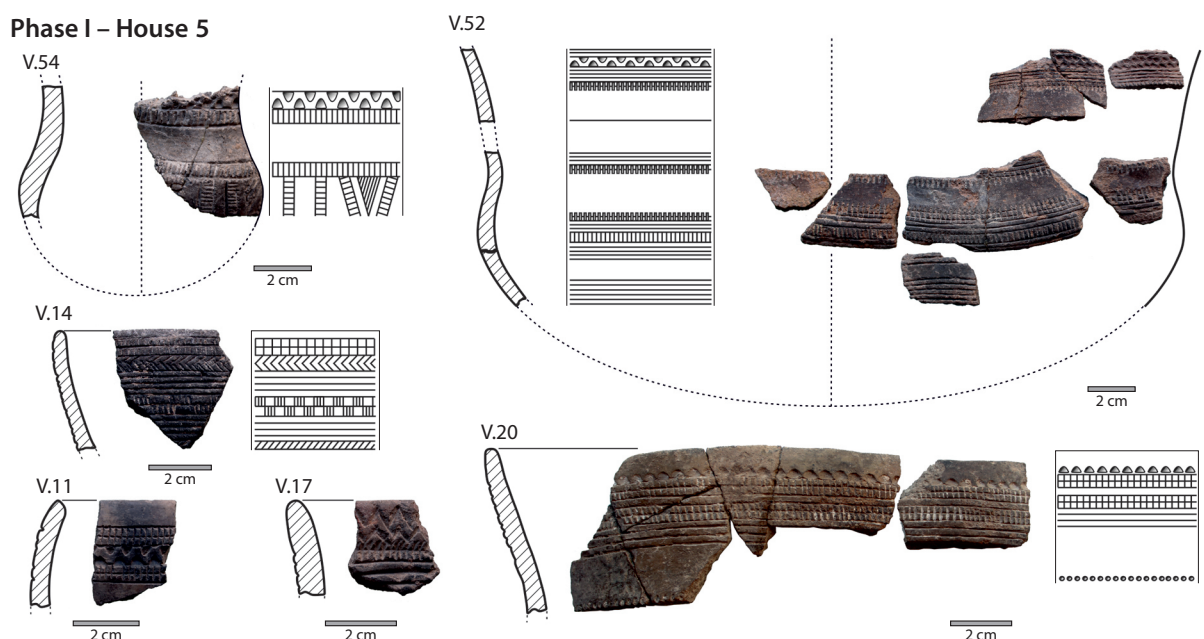 Phase I – House 5
V.54
2 cm
V.52
2 cm
V.14
2 cm
V.20
2 cm
V.11
2 cm
V.17
2 cm